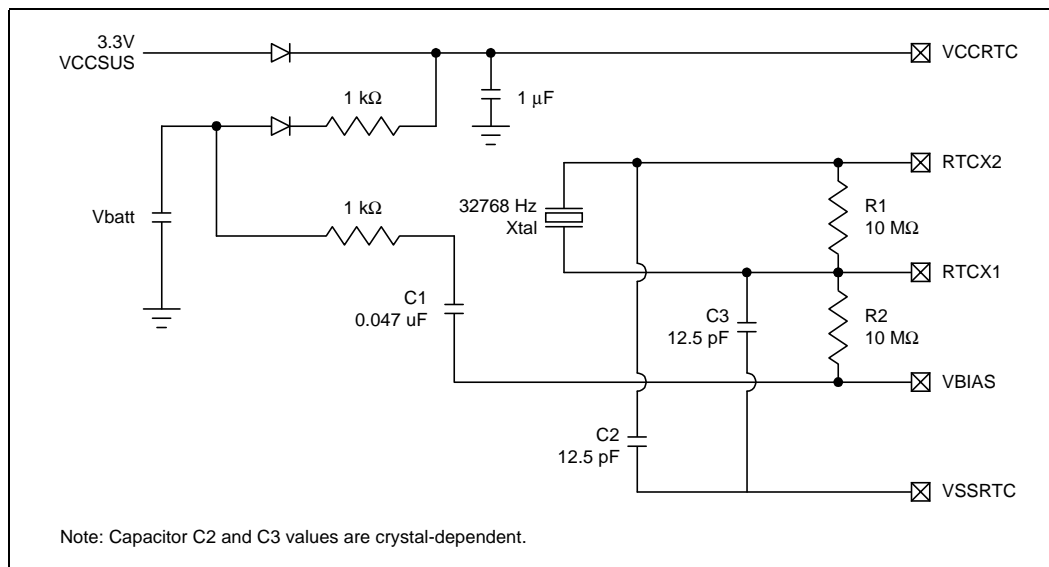 3.3V
VCCSUS
VCCRTC
1 kΩ
1 μF
RTCX2
Vbatt
1 kΩ
32768 Hz
Xtal
R1
10 MΩ
RTCX1
C1
0.047 uF
C3
12.5 pF
R2
10 MΩ
VBIAS
C2
12.5 pF
VSSRTC
Note: Capacitor C2 and C3 values are crystal-dependent.